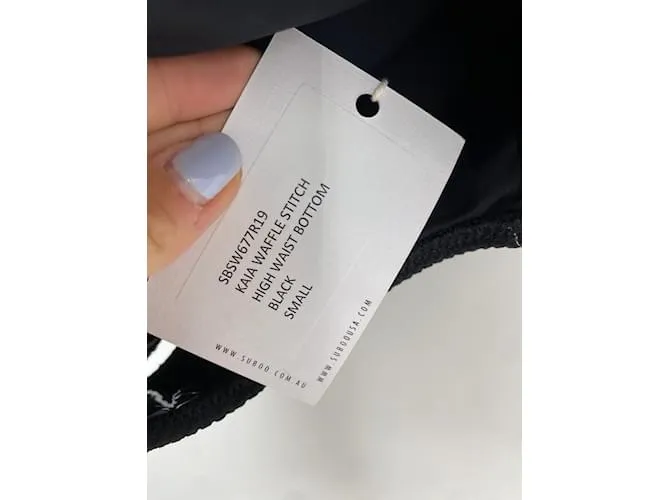 SBSW677R19
KAIA WAFFLE STITCH
HIGH WAIST BOTTOM
BLACK
SMALL
WWW.SUBOO.COM.AU
WWW.SUBOOUSA.COM